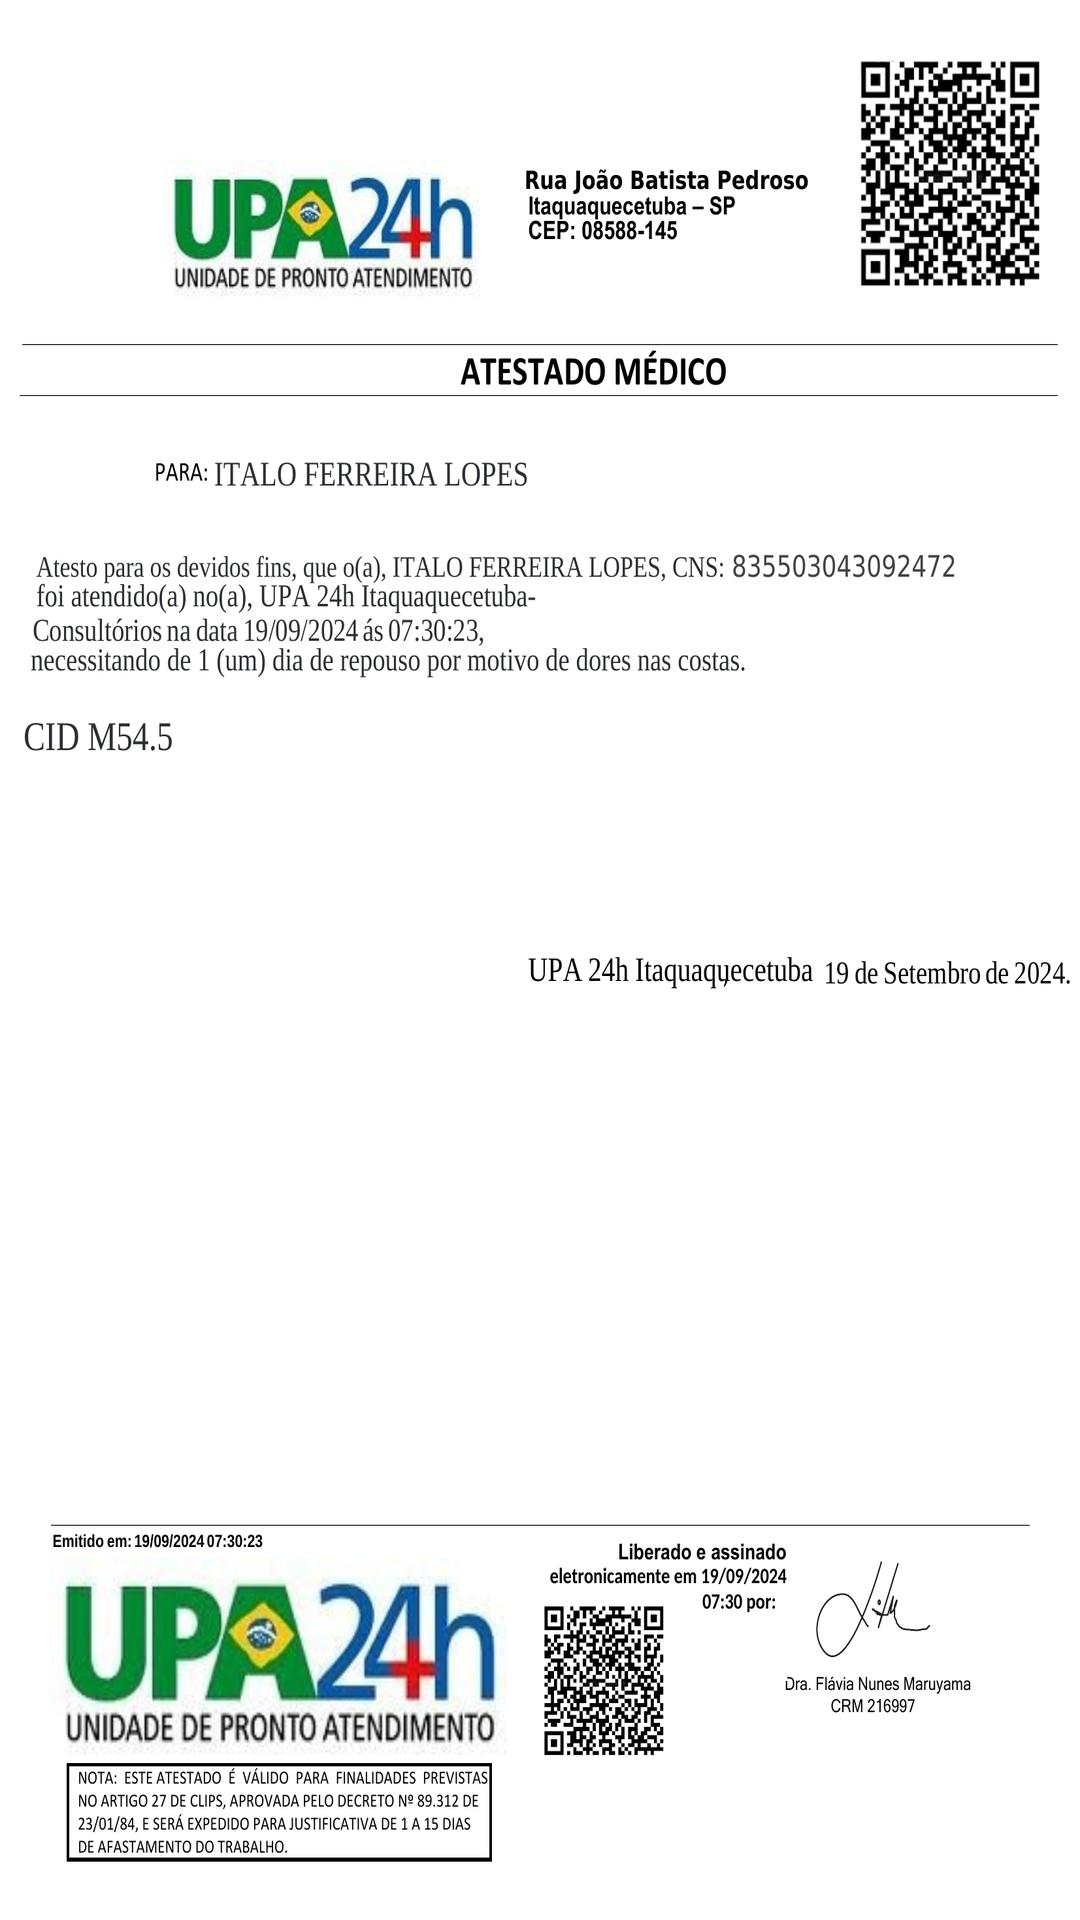 UPA24h
UNIDADE DE PRONTO ATENDIMENTO
Rua João Batista Pedroso
Itaquaquecetuba – SP
CEP: 08588-145
ATESTADO MÉDICO
PARA: ITALO FERREIRA LOPES
Atesto para os devidos fins, que o(a), ITALO FERREIRA LOPES, CNS: 835503043092472
foi atendido(a) no(a), UPA 24h Itaquaquecetuba-
Consultórios na data 19/09/2024 ás 07:30:23,
necessitando de 1 (um) dia de repouso por motivo de dores nas costas.
CID M54.5
UPA 24h Itaquaquecetuba, 19 de Setembro de 2024.
Emitido em: 19/09/2024 07:30:23
UPA24h
UNIDADE DE PRONTO ATENDIMENTO
NOTA: ESTE ATESTADO É VÁLIDO PARA FINALIDADES PREVISTAS
NO ARTIGO 27 DE CLIPS, APROVADA PELO DECRETO Nº 89.312 DE
23/01/84, E SERÁ EXPEDIDO PARA JUSTIFICATIVA DE 1 A 15 DIAS
DE AFASTAMENTO DO TRABALHO.
Liberado e assinado
eletronicamente em 19/09/2024
07:30 por:
Dra. Flávia Nunes Maruyama
CRM 216997